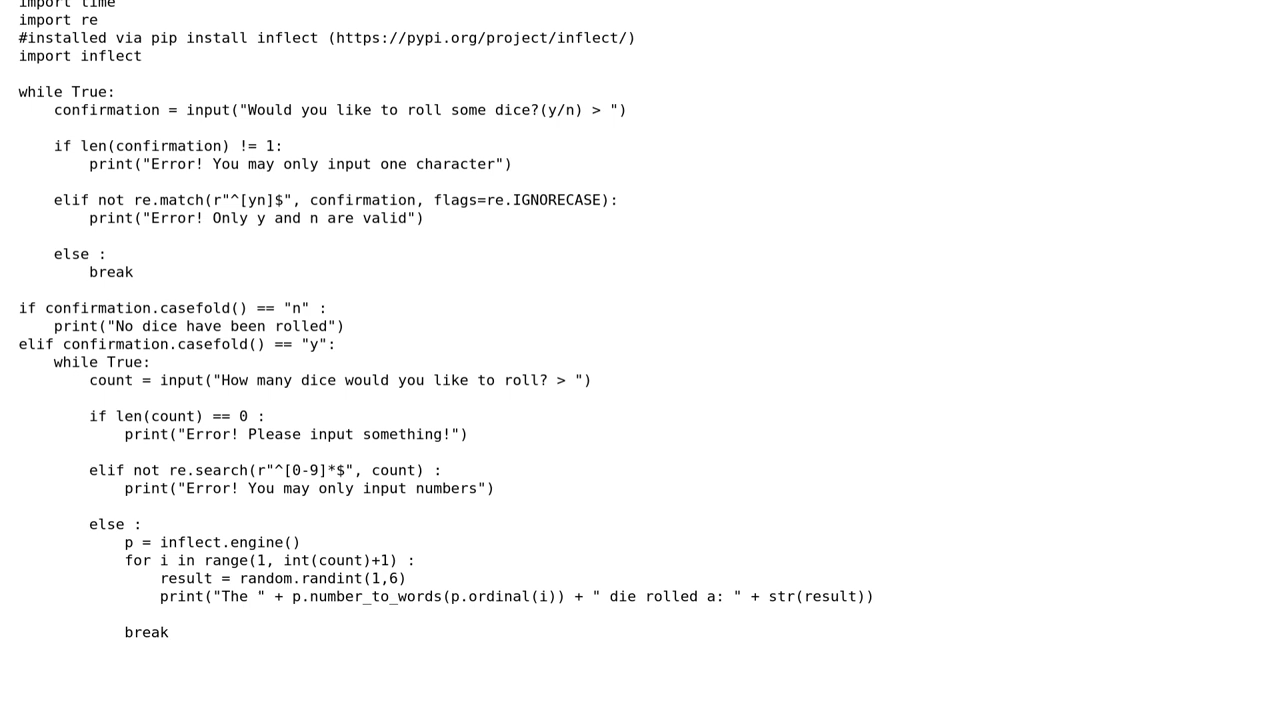 import time
import re
#installed via pip install inflect (https://pypi.org/project/inflect/)
import inflect

while True:
    confirmation = input("Would you like to roll some dice?(y/n) > ")

    if len(confirmation) != 1:
        print("Error! You may only input one character")

    elif not re.match(r"^[yn]$", confirmation, flags=re.IGNORECASE):
        print("Error! Only y and n are valid")

    else :
        break

if confirmation.casefold() == "n" :
    print("No dice have been rolled")
elif confirmation.casefold() == "y":
    while True:
        count = input("How many dice would you like to roll? > ")

        if len(count) == 0 :
            print("Error! Please input something!")

        elif not re.search(r"^[0-9]*$", count) :
            print("Error! You may only input numbers")

        else :
            p = inflect.engine()
            for i in range(1, int(count)+1) :
                result = random.randint(1,6)
                print("The " + p.number_to_words(p.ordinal(i)) + " die rolled a: " + str(result))

            break